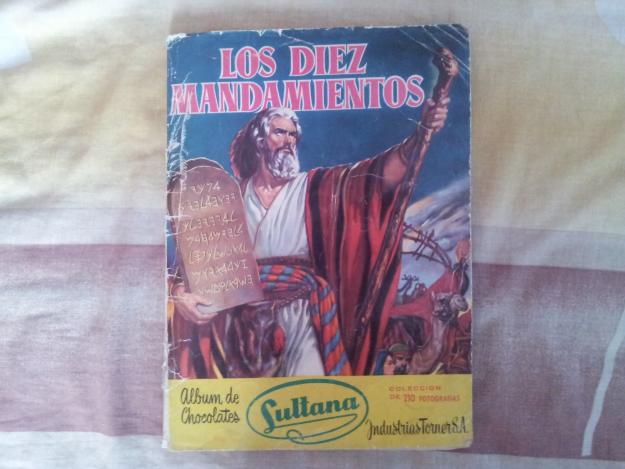 LOS DIEZ
MANDAMIENTOS
Album de
Chocolates
Sultana
COLECCION
DE 210 FOTOGRAFIAS
Industrias Torner S.A.